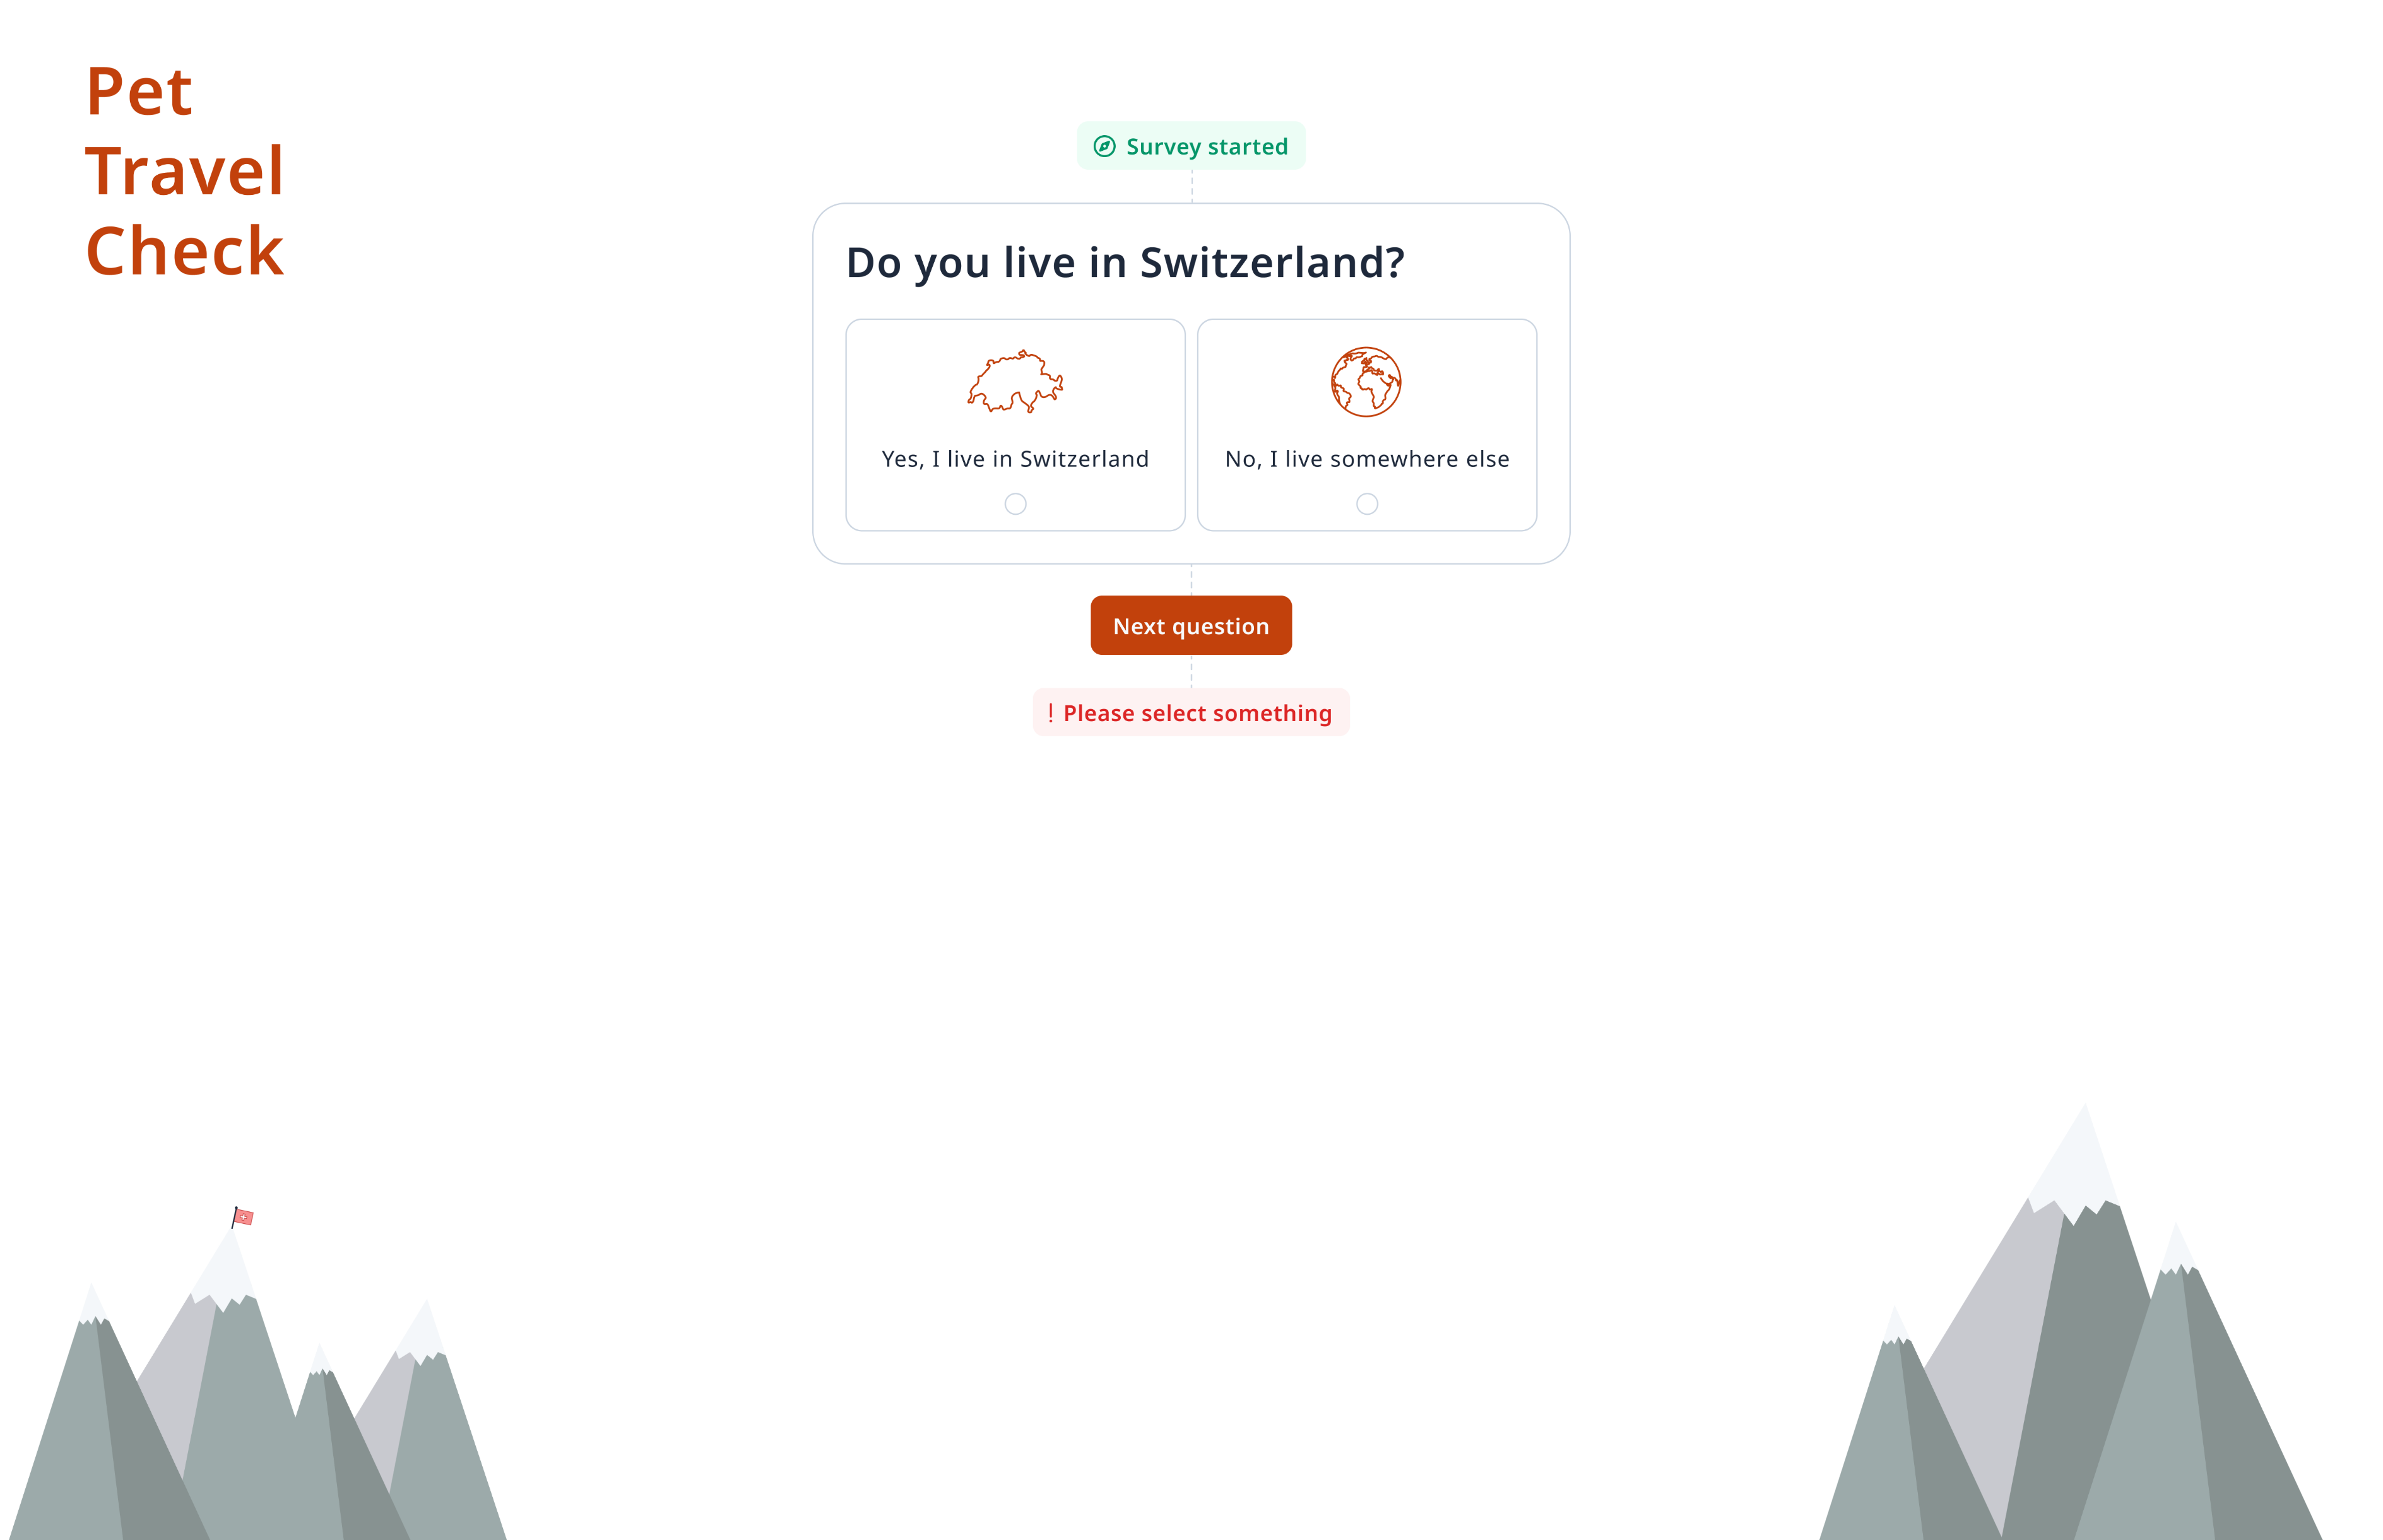 Pet
Travel
Check
Survey started
Do you live in Switzerland?
Yes, I live in Switzerland
No, I live somewhere else
Next question
! Please select something